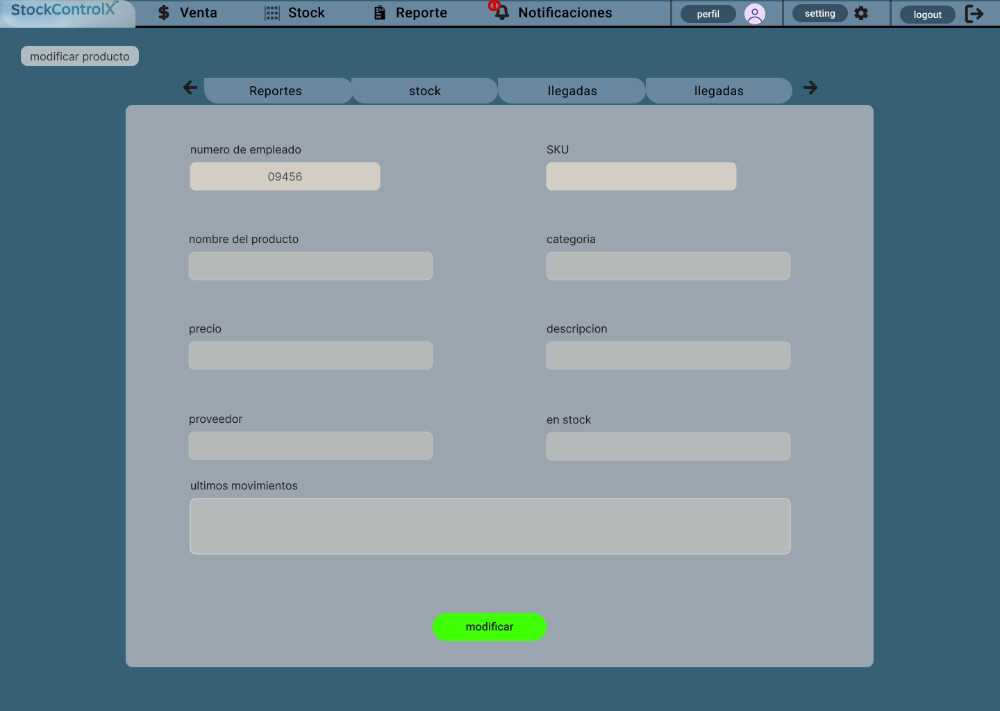 StockControlX
Venta
Stock
Reporte
0
Notificaciones
perfil
setting
logout
modificar producto
Reportes
stock
llegadas
llegadas
numero de empleado
SKU
09456
nombre del producto
categoria
precio
descripcion
proveedor
en stock
ultimos movimientos
modificar